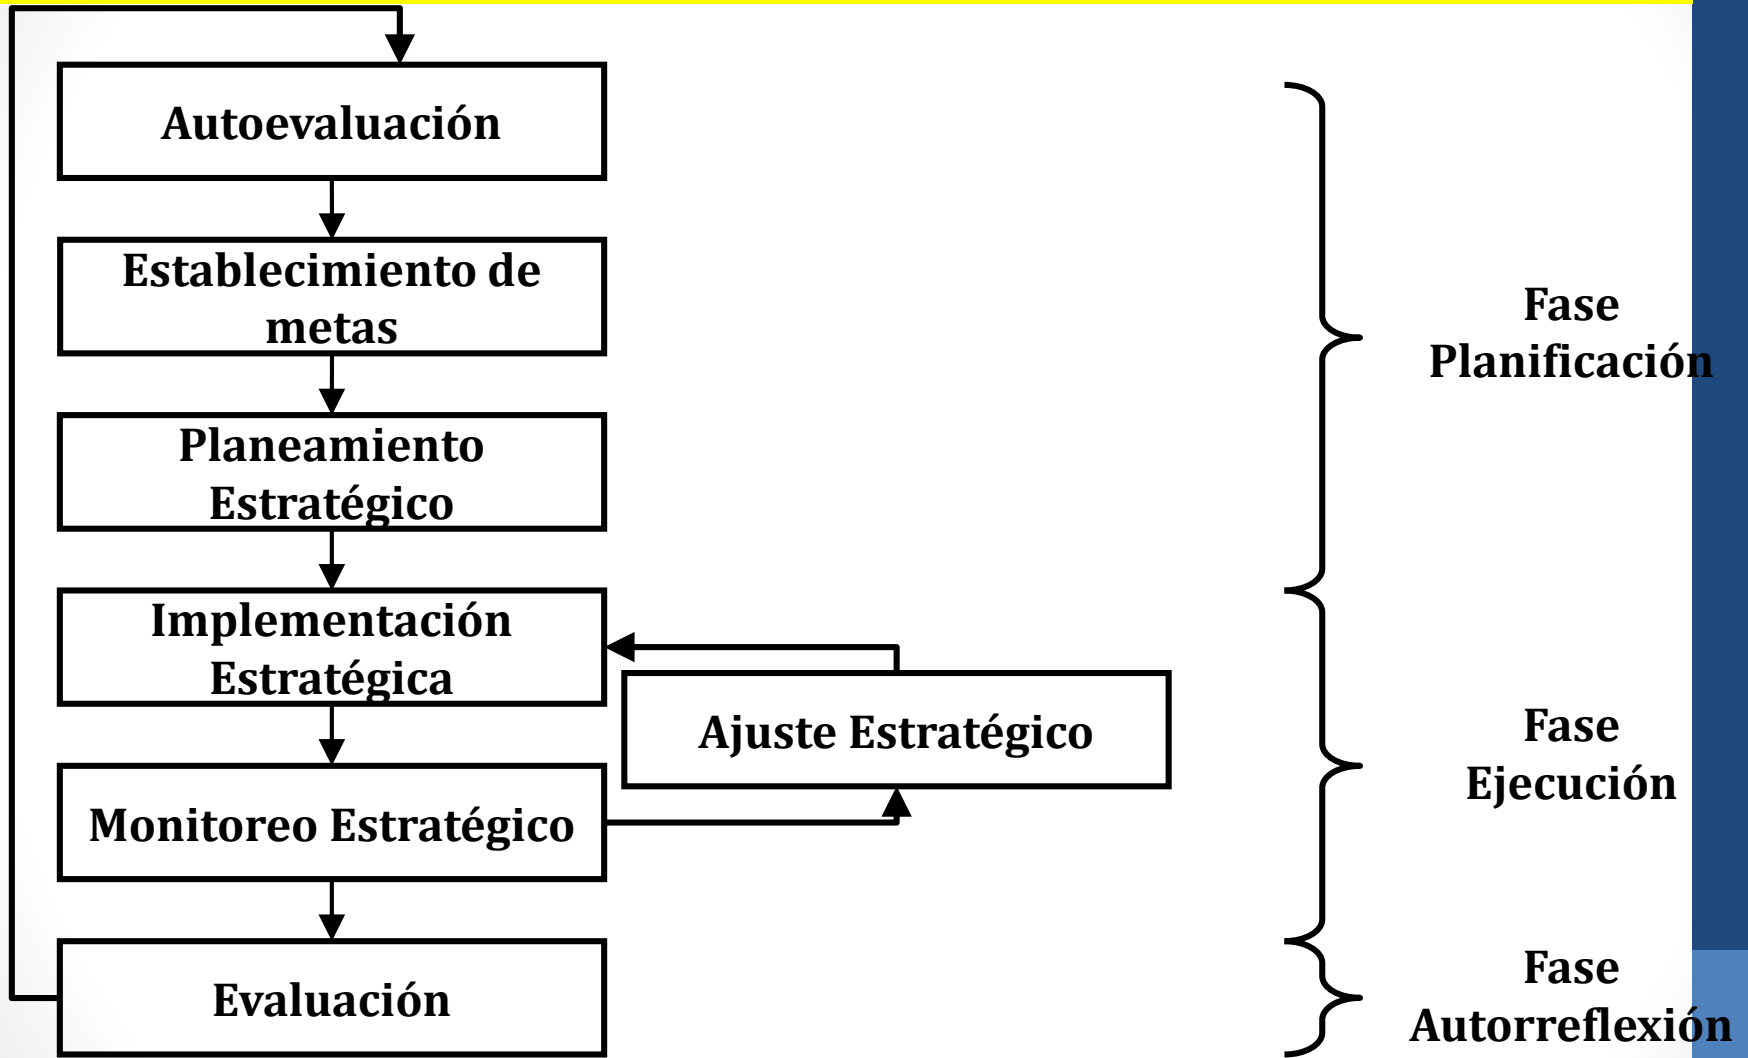 Autoevaluación
Establecimiento de
metas
Planeamiento
Estratégico
Implementación
Estratégica
Ajuste Estratégico
Monitoreo Estratégico
Evaluación
Fase
Planificación
Fase
Ejecución
Fase
Autorreflexión